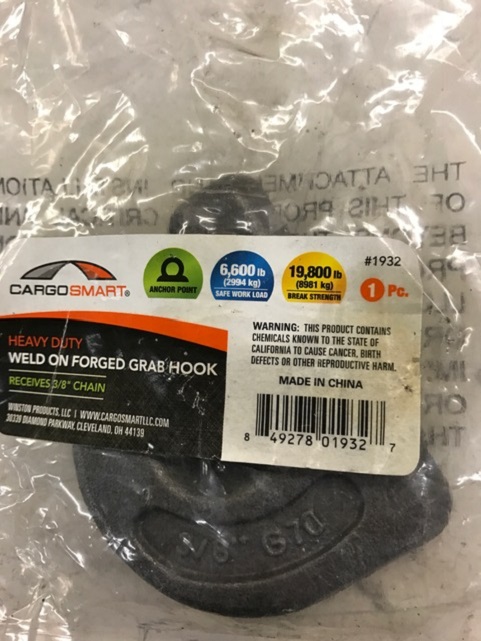 THE ATTACHMENT
OF THIS PRO
CARGOSMART®
ANCHOR POINT
6,600 lb
(2994 kg)
SAFE WORK LOAD
19,800 lb
(8981 kg)
BREAK STRENGTH
#1932
1 Pc.
HEAVY DUTY
WELD ON FORGED GRAB HOOK
RECEIVES 3/8" CHAIN
WINSTON PRODUCTS, LLC | WWW.CARGOSMARTLLC.COM
30339 DIAMOND PARKWAY, CLEVELAND, OH 44139
WARNING: THIS PRODUCT CONTAINS
CHEMICALS KNOWN TO THE STATE OF
CALIFORNIA TO CAUSE CANCER, BIRTH
DEFECTS OR OTHER REPRODUCTIVE HARM.
MADE IN CHINA
8 49278 01932 7
3/8" G70